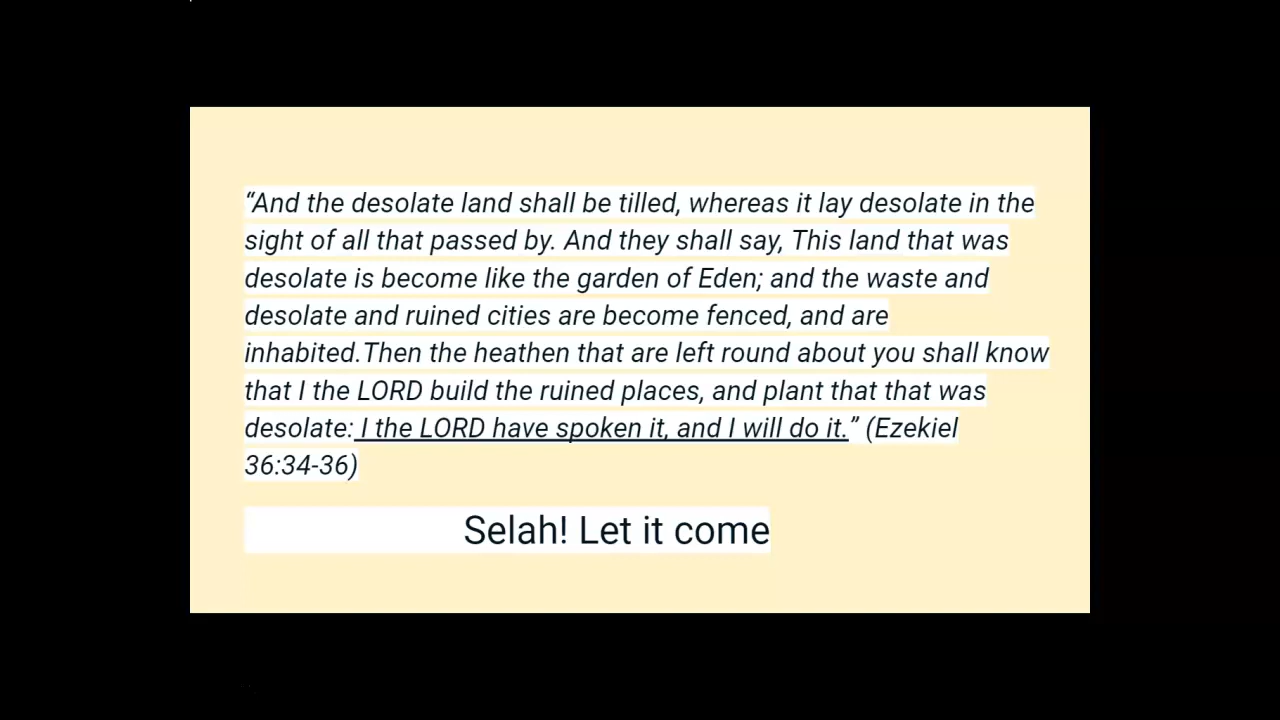 “And the desolate land shall be tilled, whereas it lay desolate in the
sight of all that passed by. And they shall say, This land that was
desolate is become like the garden of Eden; and the waste and
desolate and ruined cities are become fenced, and are
inhabited.Then the heathen that are left round about you shall know
that I the LORD build the ruined places, and plant that that was
desolate: I the LORD have spoken it, and I will do it.” (Ezekiel
36:34-36)
Selah! Let it come